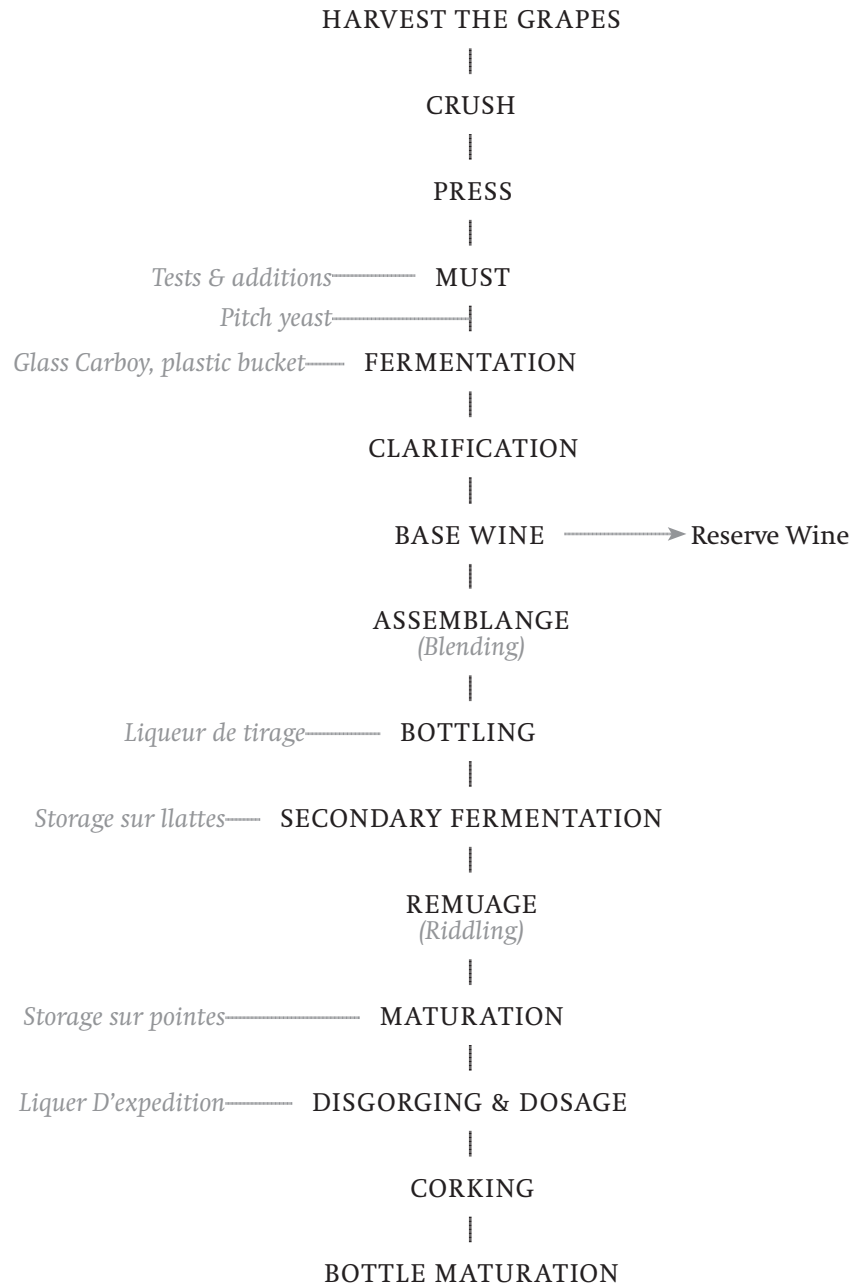 HARVEST THE GRAPES
CRUSH
PRESS
Tests & additions MUST
Pitch yeast
Glass Carboy, plastic bucket FERMENTATION
CLARIFICATION
BASE WINE Reserve Wine
ASSEMBLANGE
(Blending)
Liqueur de tirage BOTTLING
Storage sur llattes SECONDARY FERMENTATION
REMUAGE
(Riddling)
Storage sur pointes MATURATION
Liquer D’expedition DISGORGING & DOSAGE
CORKING
BOTTLE MATURATION